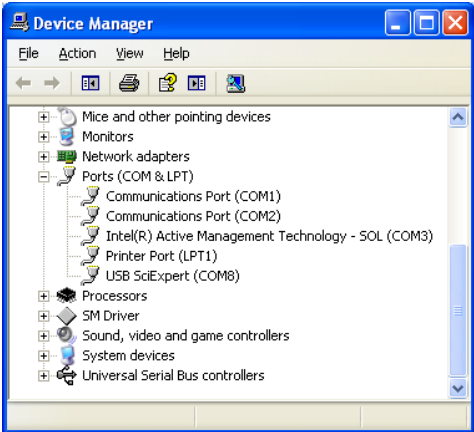 Device Manager
File Action View Help
Mice and other pointing devices
Monitors
Network adapters
Ports (COM & LPT)
Communications Port (COM1)
Communications Port (COM2)
Intel(R) Active Management Technology - SOL (COM3)
Printer Port (LPT1)
USB SciExpert (COM8)
Processors
SM Driver
Sound, video and game controllers
System devices
Universal Serial Bus controllers